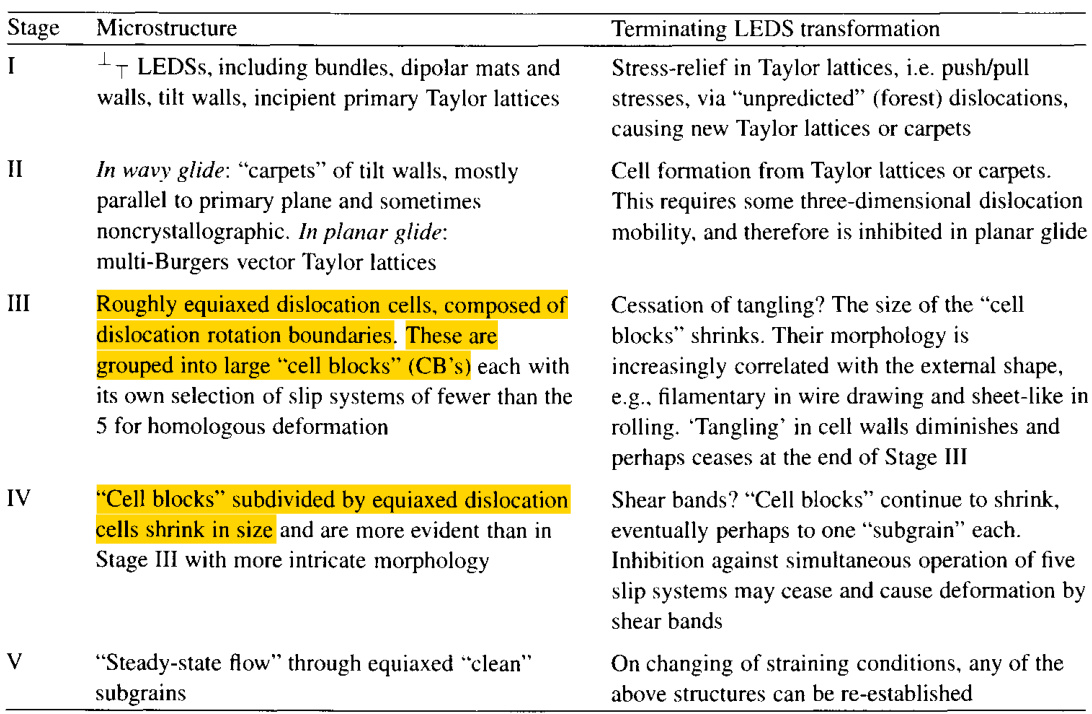 Stage Microstructure Terminating LEDS transformation
I ⊥⊤ LEDSs, including bundles, dipolar mats and
walls, tilt walls, incipient primary Taylor lattices
Stress-relief in Taylor lattices, i.e. push/pull
stresses, via “unpredicted” (forest) dislocations,
causing new Taylor lattices or carpets
II In wavy glide: “carpets” of tilt walls, mostly
parallel to primary plane and sometimes
noncrystallographic. In planar glide:
multi-Burgers vector Taylor lattices
Cell formation from Taylor lattices or carpets.
This requires some three-dimensional dislocation
mobility, and therefore is inhibited in planar glide
III Roughly equiaxed dislocation cells, composed of
dislocation rotation boundaries. These are
grouped into large “cell blocks” (CB's) each with
its own selection of slip systems of fewer than the
5 for homologous deformation
Cessation of tangling? The size of the “cell
blocks” shrinks. Their morphology is
increasingly correlated with the external shape,
e.g., filamentary in wire drawing and sheet-like in
rolling. ‘Tangling’ in cell walls diminishes and
perhaps ceases at the end of Stage III
IV “Cell blocks” subdivided by equiaxed dislocation
cells shrink in size and are more evident than in
Stage III with more intricate morphology
Shear bands? “Cell blocks” continue to shrink,
eventually perhaps to one “subgrain” each.
Inhibition against simultaneous operation of five
slip systems may cease and cause deformation by
shear bands
V “Steady-state flow” through equiaxed “clean”
subgrains
On changing of straining conditions, any of the
above structures can be re-established